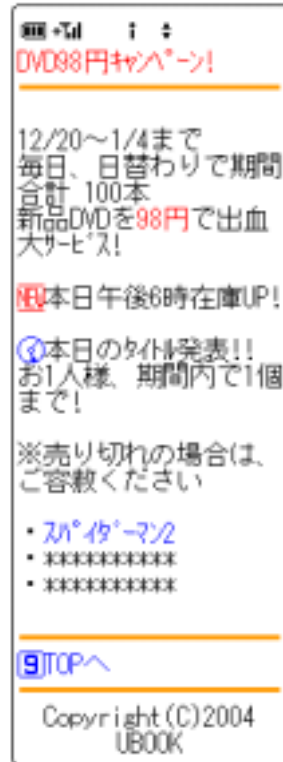 DVD98円ｷｬﾝﾍﾟｰﾝ!
12/20～1/4まで
毎日、日替わりで期間
合計 100本
新品DVDを98円で出血
大ｻｰﾋﾞｽ!
NEW本日午後6時在庫UP!
本日のﾀｲﾄﾙ発表!!
お1人様、期間内で1個
まで!
※売り切れの場合は、
ご容赦ください
・ｽﾊﾟｲﾀﾞｰﾏﾝ2
・**********
・**********
9TOPへ
Copyright(C)2004
UBOOK